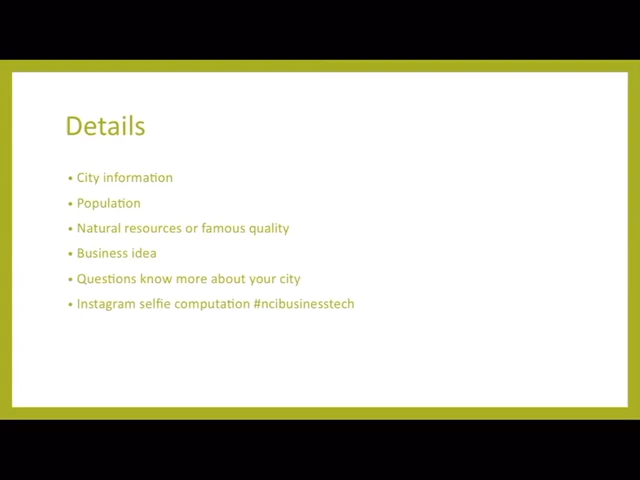 Details
• City information
• Population
• Natural resources or famous quality
• Business idea
• Questions know more about your city
• Instagram selfie computation #ncibusinesstech